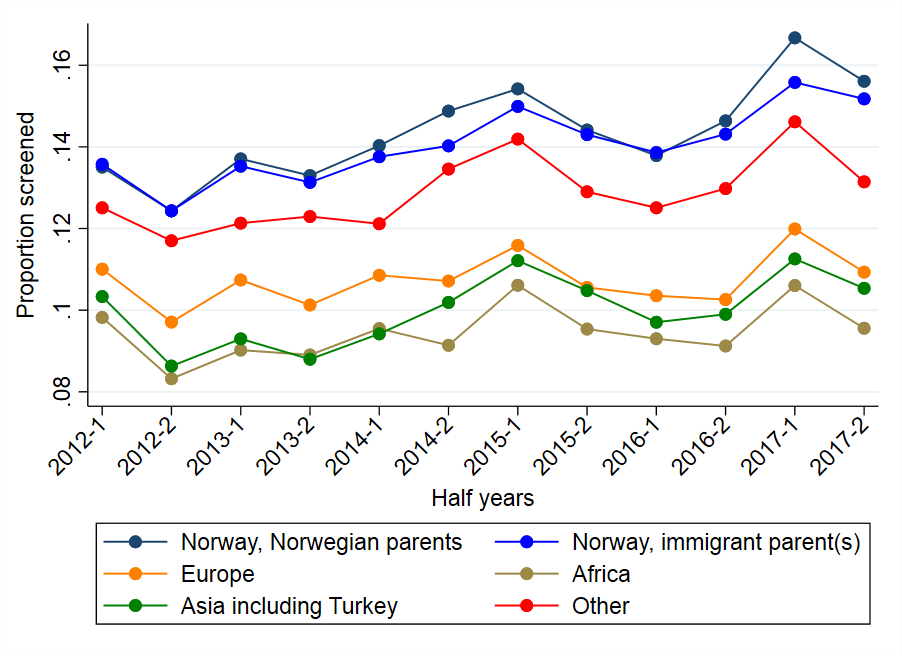 Proportion screened
.16
.14
.12
.1
.08
2012-1 2012-2 2013-1 2013-2 2014-1 2014-2 2015-1 2015-2 2016-1 2016-2 2017-1 2017-2
Half years
Norway, Norwegian parents Norway, immigrant parent(s)
Europe Africa
Asia including Turkey Other